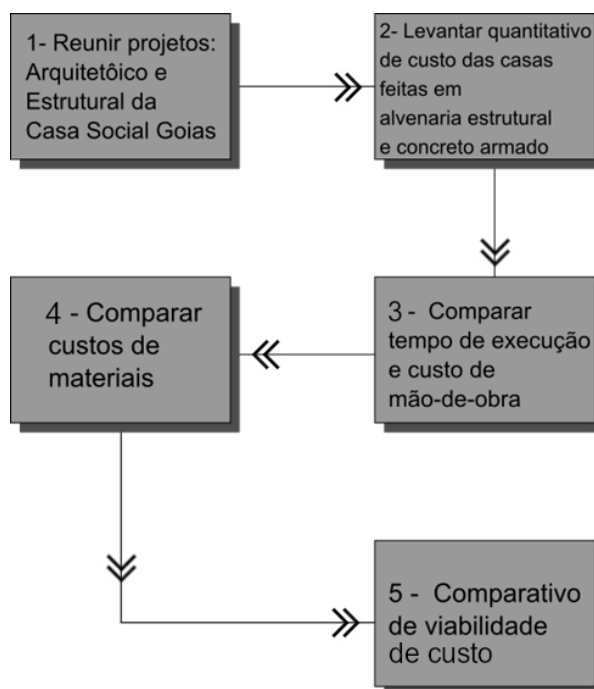 1- Reunir projetos:
Arquitetôico e
Estrutural da
Casa Social Goias
2- Levantar quantitativo
de custo das casas
feitas em
alvenaria estrutural
e concreto armado
3 - Comparar
tempo de execução
e custo de
mão-de-obra
4 - Comparar
custos de
materiais
5 - Comparativo
de viabilidade
de custo